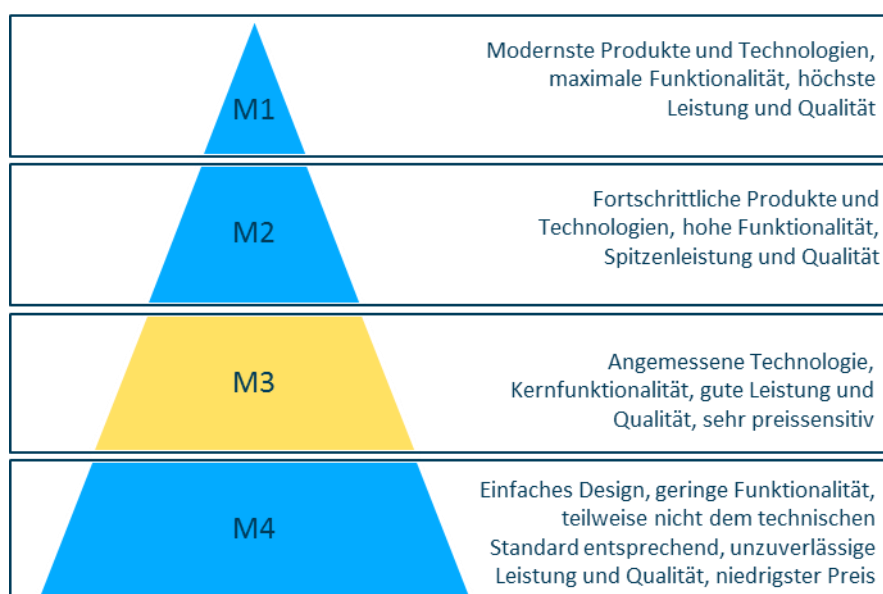 M1
Modernste Produkte und Technologien,
maximale Funktionalität, höchste
Leistung und Qualität
M2
Fortschrittliche Produkte und
Technologien, hohe Funktionalität,
Spitzenleistung und Qualität
M3
Angemessene Technologie,
Kernfunktionalität, gute Leistung und
Qualität, sehr preissensitiv
M4
Einfaches Design, geringe Funktionalität,
teilweise nicht dem technischen
Standard entsprechend, unzuverlässige
Leistung und Qualität, niedrigster Preis